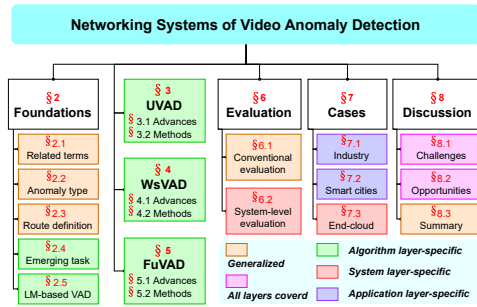 Networking Systems of Video Anomaly Detection
§ 2
Foundations
§2.1
Related terms
§2.2
Anomaly type
§2.3
Route definition
§2.4
Emerging task
§2.5
LM-based VAD
§ 3
UVAD
§ 3.1 Advances
§ 3.2 Methods
§ 4
WsVAD
§ 4.1 Advances
§ 4.2 Methods
§ 5
FuVAD
§ 5.1 Advances
§ 5.2 Methods
§ 6
Evaluation
§6.1
Conventional
evaluation
§6.2
System-level
evaluation
§ 7
Cases
§7.1
Industry
§7.2
Smart cities
§7.3
End-cloud
§ 8
Discussion
§8.1
Challenges
§8.2
Opportunities
§8.3
Summary
Generalized
All layers covertd
Algorithm layer-specific
System layer-specific
Application layer-specific